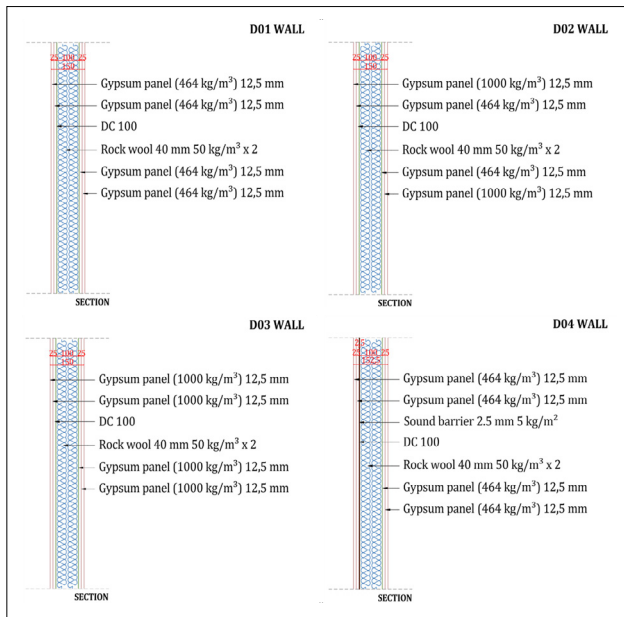 D01 WALL
25 100 25
150
Gypsum panel (464 kg/m³) 12,5 mm
Gypsum panel (464 kg/m³) 12,5 mm
DC 100
Rock wool 40 mm 50 kg/m³ x 2
Gypsum panel (464 kg/m³) 12,5 mm
Gypsum panel (464 kg/m³) 12,5 mm
SECTION
D02 WALL
25 100 25
150
Gypsum panel (1000 kg/m³) 12,5 mm
Gypsum panel (464 kg/m³) 12,5 mm
DC 100
Rock wool 40 mm 50 kg/m³ x 2
Gypsum panel (464 kg/m³) 12,5 mm
Gypsum panel (1000 kg/m³) 12,5 mm
SECTION
D03 WALL
25 100 25
150
Gypsum panel (1000 kg/m³) 12,5 mm
Gypsum panel (1000 kg/m³) 12,5 mm
DC 100
Rock wool 40 mm 50 kg/m³ x 2
Gypsum panel (1000 kg/m³) 12,5 mm
Gypsum panel (1000 kg/m³) 12,5 mm
SECTION
D04 WALL
2,5
25 100 25
152,5
Gypsum panel (464 kg/m³) 12,5 mm
Gypsum panel (464 kg/m³) 12,5 mm
Sound barrier 2.5 mm 5 kg/m²
DC 100
Rock wool 40 mm 50 kg/m³ x 2
Gypsum panel (464 kg/m³) 12,5 mm
Gypsum panel (464 kg/m³) 12,5 mm
SECTION